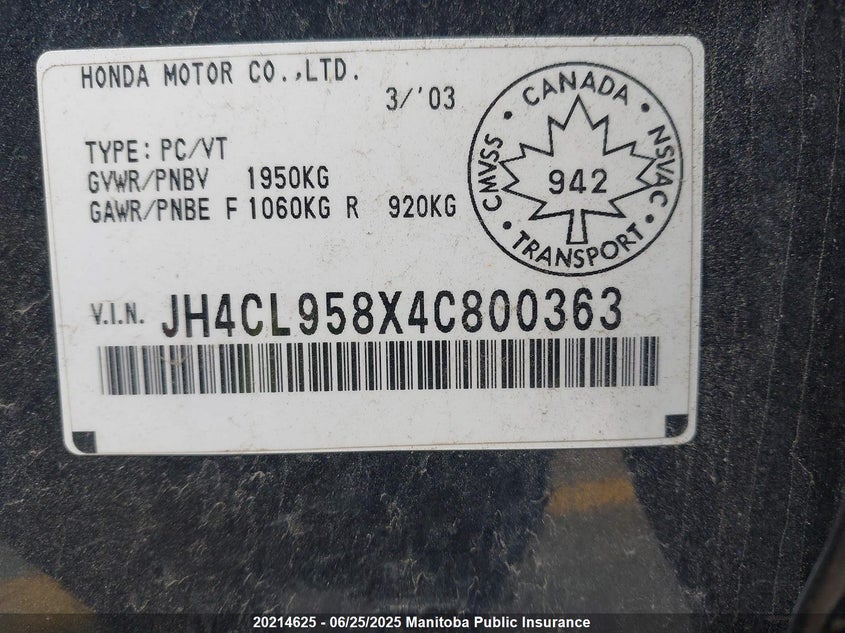 HONDA MOTOR CO.,LTD.
3/'03
TYPE: PC/VT
GVWR/PNBV 1950KG
GAWR/PNBE F 1060KG R 920KG
CANADA
CMVSS
942
NSVAC
TRANSPORT
V.I.N. JH4CL958X4C800363
20214625 - 06/25/2025 Manitoba Public Insurance